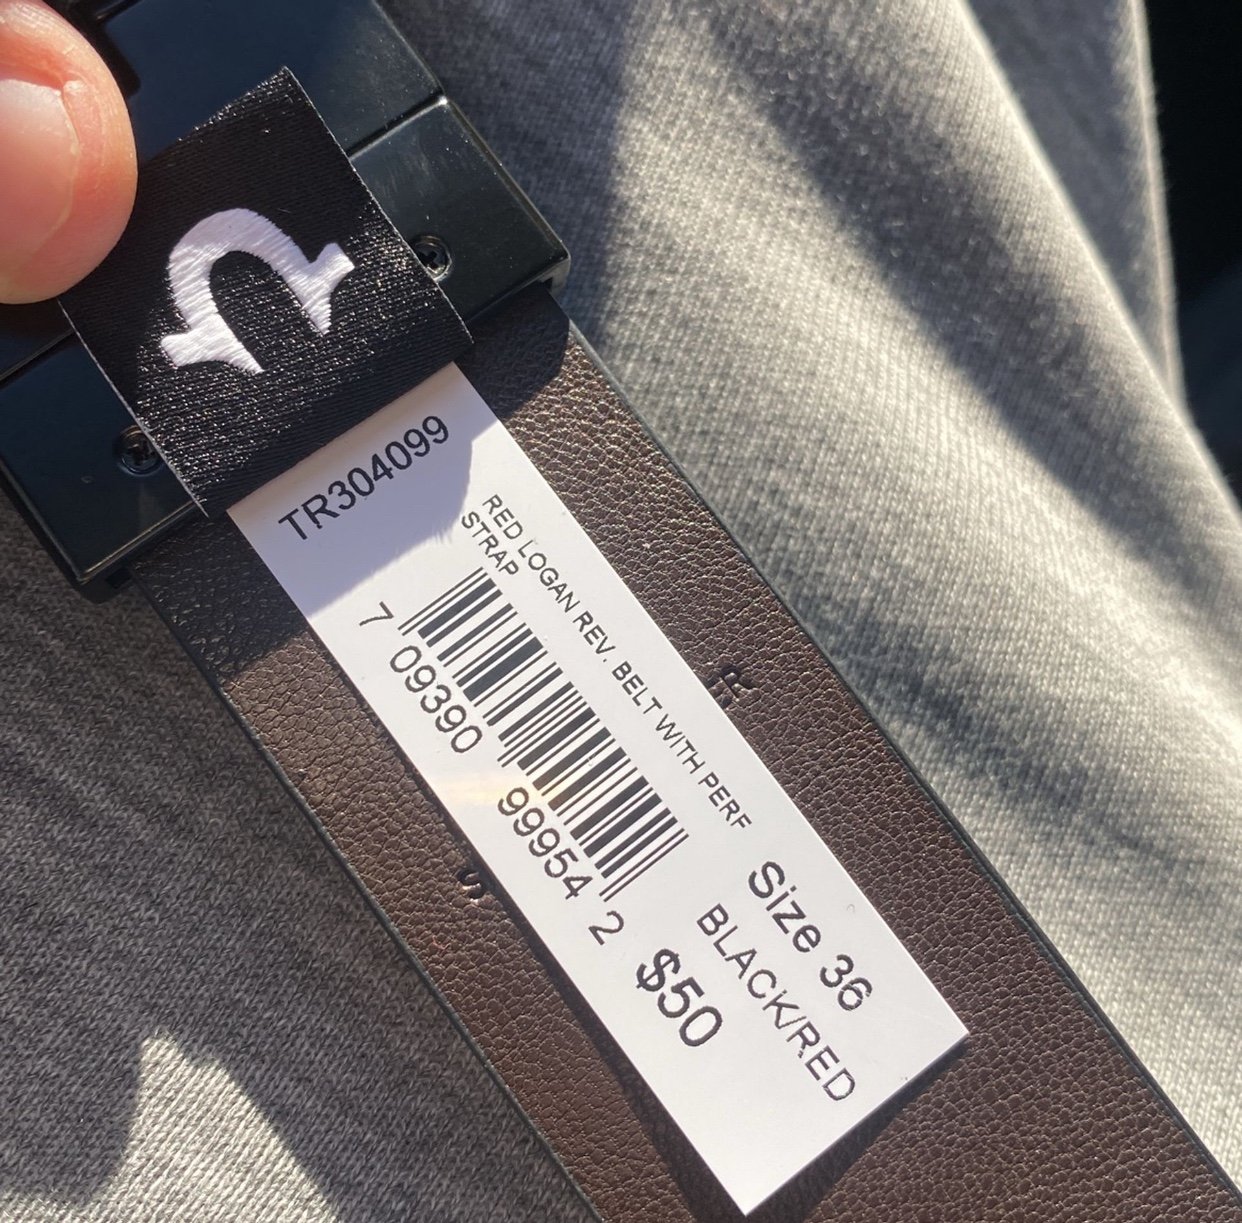 TR304099
RED LOGAN REV. BELT WITH PERF
STRAP
7 09390 99954 2
Size 36
BLACK/RED
$50
R
S